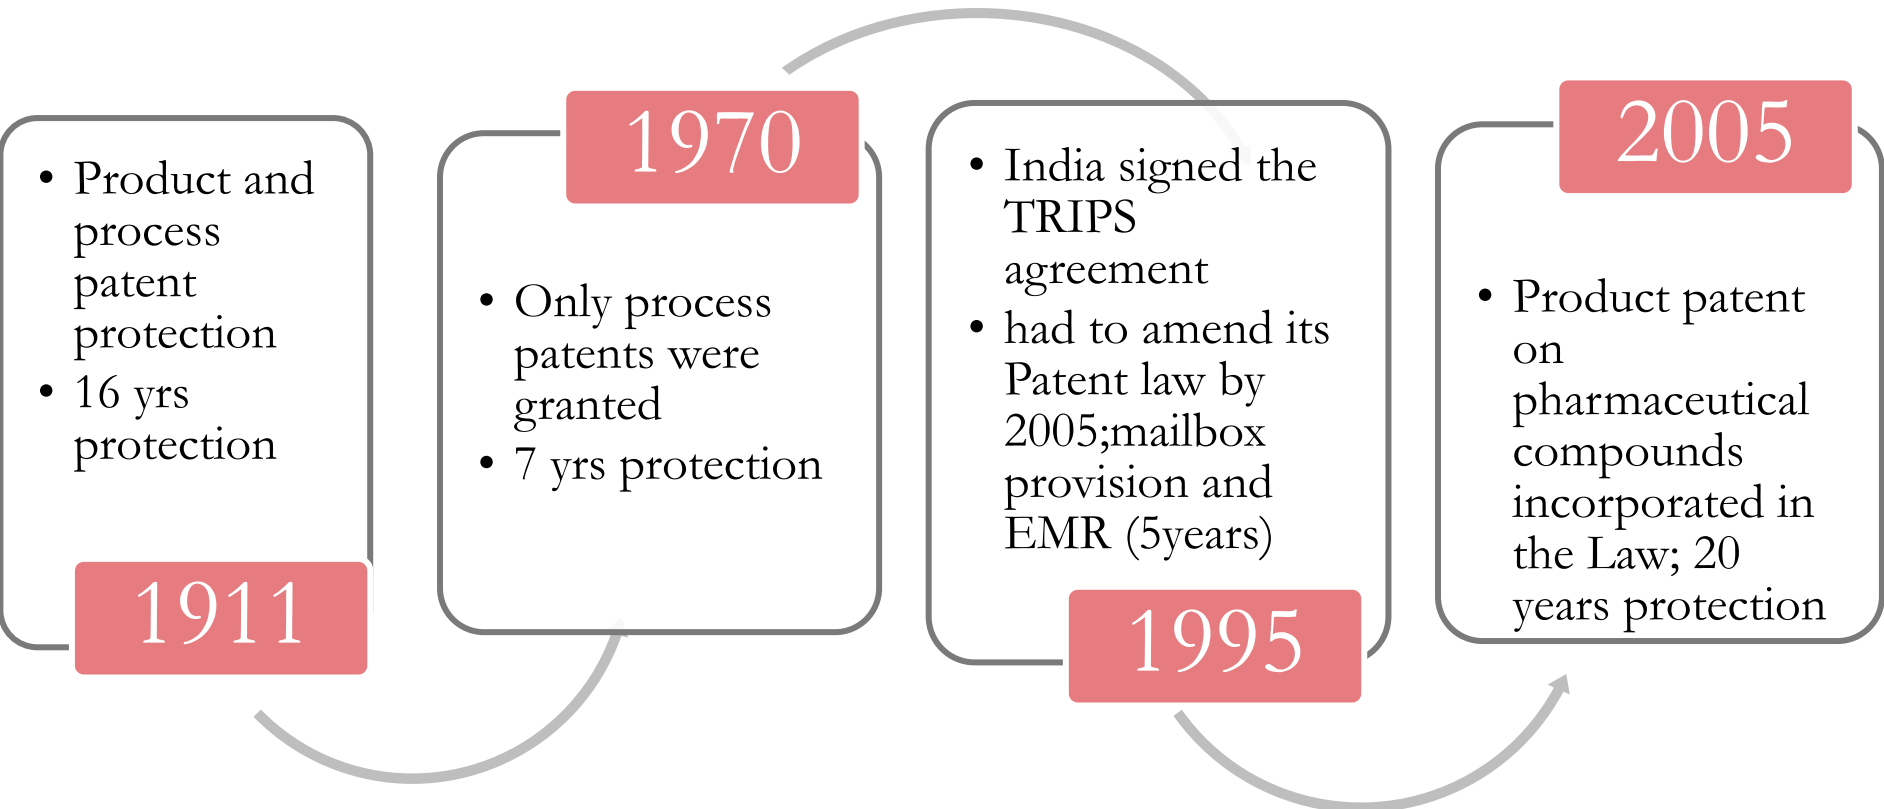 • Product and
process
patent
protection
• 16 yrs
protection
1911
1970
• Only process
patents were
granted
• 7 yrs protection
• India signed the
TRIPS
agreement
• had to amend its
Patent law by
2005;mailbox
provision and
EMR (5years)
1995
2005
• Product patent
on
pharmaceutical
compounds
incorporated in
the Law; 20
years protection